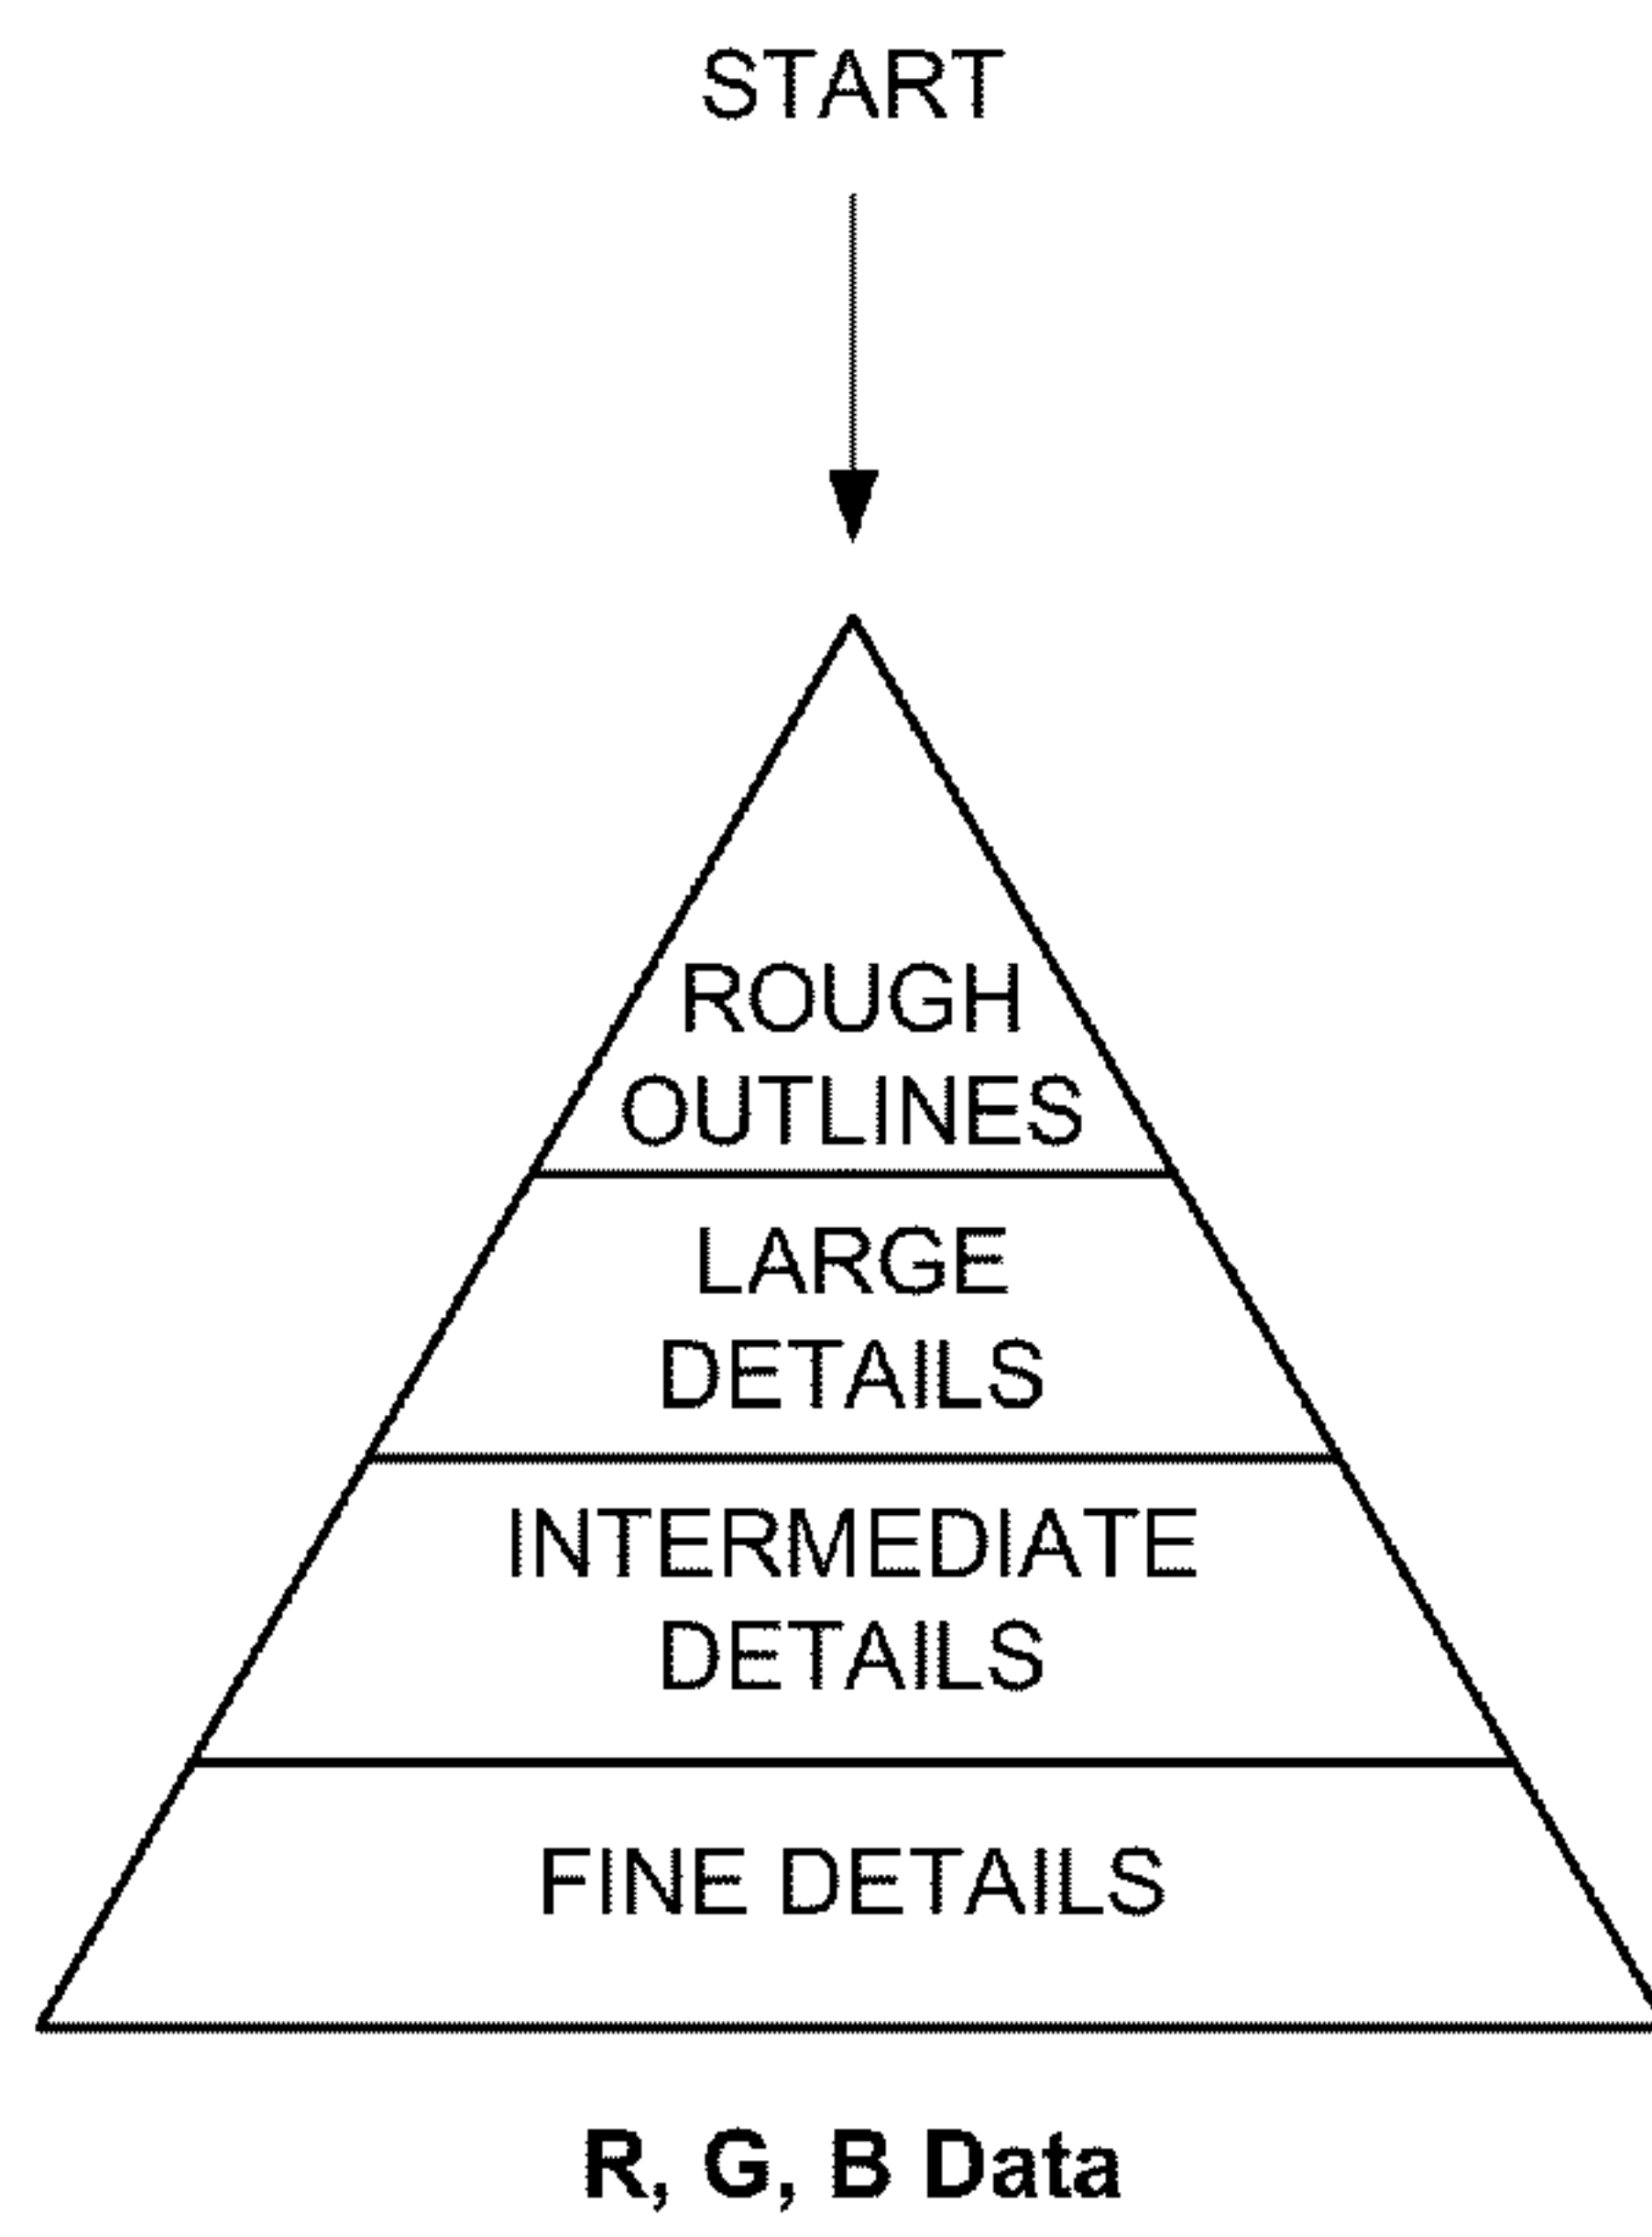 START
ROUGH
OUTLINES
LARGE
DETAILS
INTERMEDIATE
DETAILS
FINE DETAILS
R, G, B Data